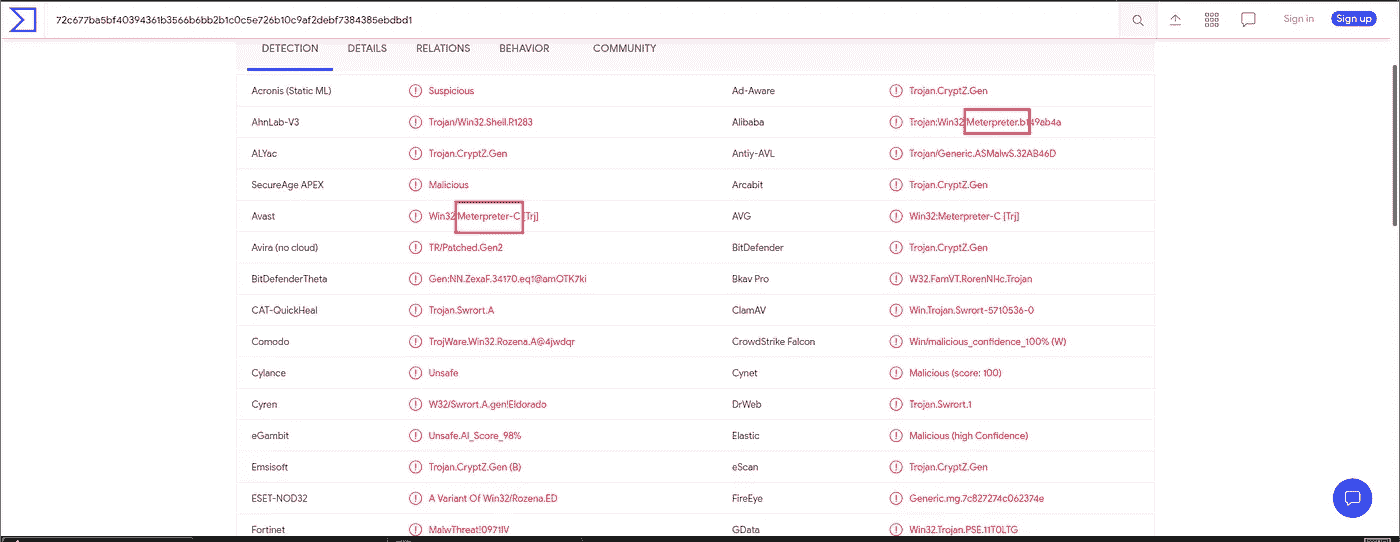 72c677ba5bf40394361b3566b6bb2b1c0c5e726b10c9af2debf7384385ebdbd1 Sign in Sign up
DETECTION DETAILS RELATIONS BEHAVIOR COMMUNITY
Acronis (Static ML) Suspicious Ad-Aware Trojan.CryptZ.Gen
AhnLab-V3 Trojan/Win32.Shell.R1283 Alibaba Trojan:Win32/Meterpreter.b149ab4a
ALYac Trojan.CryptZ.Gen Antiy-AVL Trojan/Generic.ASMalwS.32AB46D
SecureAge APEX Malicious Arcabit Trojan.CryptZ.Gen
Avast Win32:Meterpreter-C [Trj] AVG Win32:Meterpreter-C [Trj]
Avira (no cloud) TR/Patched.Gen2 BitDefender Trojan.CryptZ.Gen
BitDefenderTheta Gen:NN.ZexaF.34170.eq1@amOTK7ki Bkav Pro W32.FamVT.RorenNHc.Trojan
CAT-QuickHeal Trojan.Swrort.A ClamAV Win.Trojan.Swrort-5710536-0
Comodo TrojWare.Win32.Rozena.A@4jwdqr CrowdStrike Falcon Win/malicious_confidence_100% (W)
Cylance Unsafe Cynet Malicious (score: 100)
Cyren W32/Swrort.A.gen!Eldorado DrWeb Trojan.Swrort.1
eGambit Unsafe.AI_Score_98% Elastic Malicious (high Confidence)
Emsisoft Trojan.CryptZ.Gen (B) eScan Trojan.CryptZ.Gen
ESET-NOD32 A Variant Of Win32/Rozena.ED FireEye Generic.mg.7c827274c062374e
Fortinet MalwThreat!0971IV GData Win32.Trojan.PSE.11T0LTG